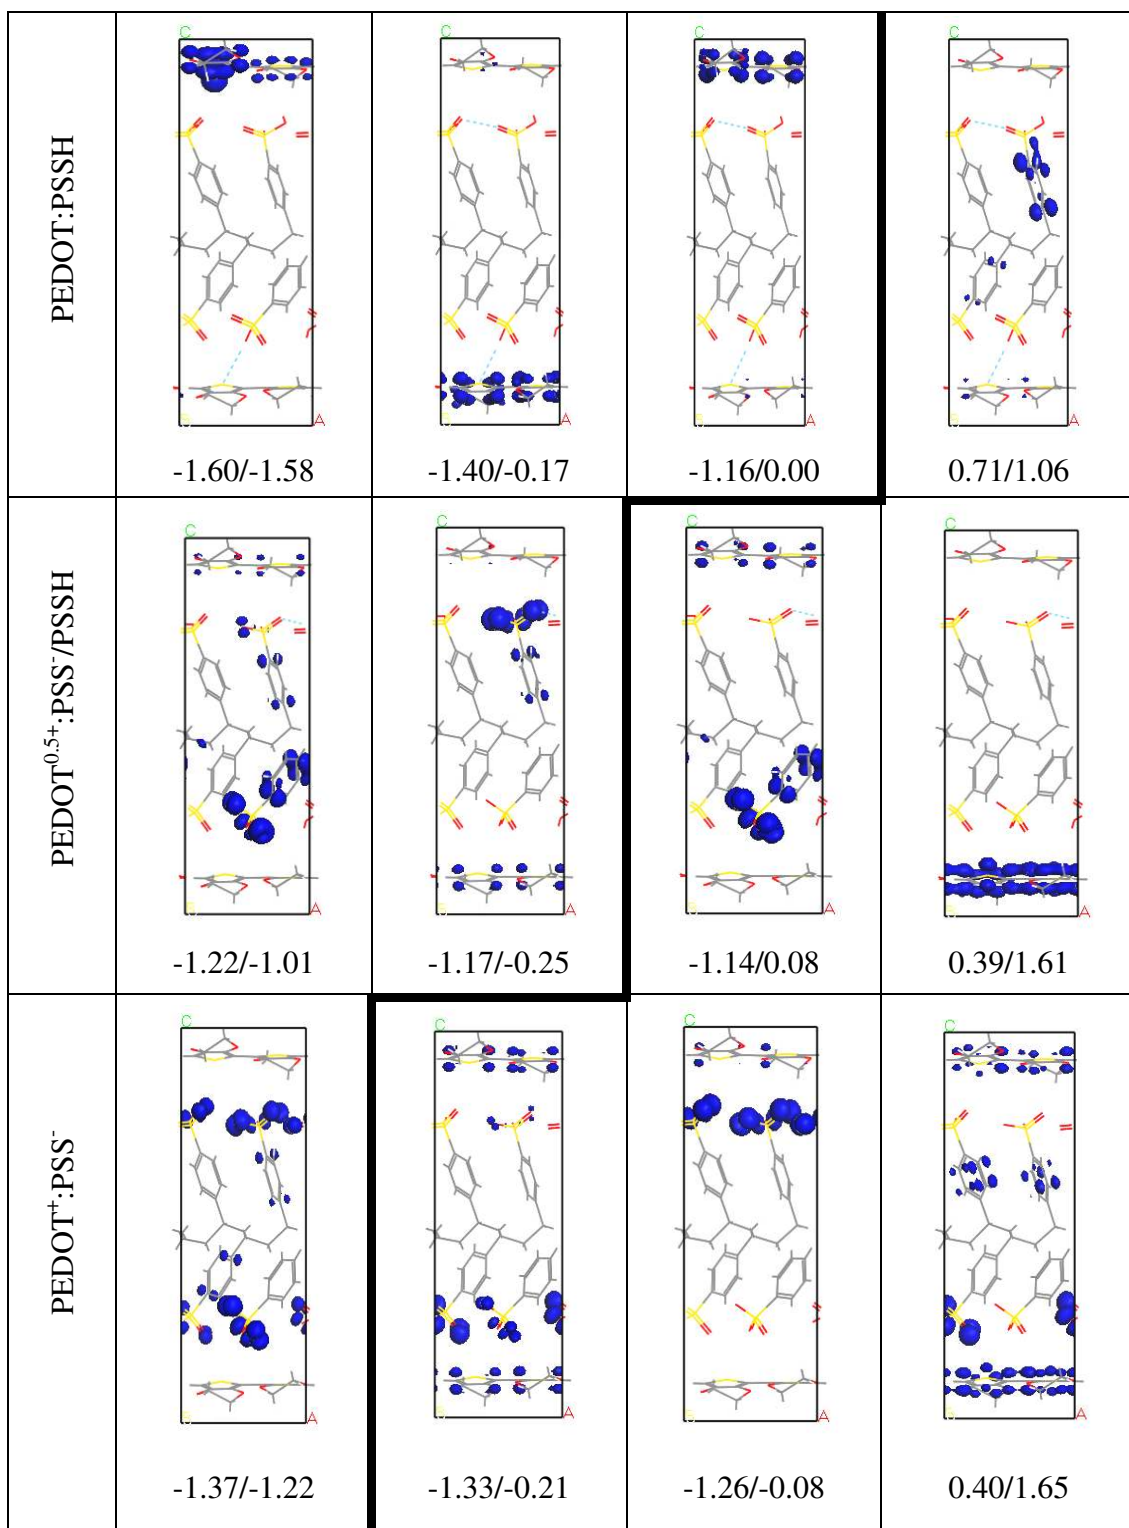 PEDOT:PSSH
C
C
C
C
B
A
B
A
B
A
B
A
-1.60/-1.58
-1.40/-0.17
-1.16/0.00
0.71/1.06
PEDOT0.5+:PSS-/PSSH
C
C
C
C
B
A
B
A
B
A
B
A
-1.22/-1.01
-1.17/-0.25
-1.14/0.08
0.39/1.61
PEDOT+:PSS-
C
C
C
C
B
A
B
A
B
A
B
A
-1.37/-1.22
-1.33/-0.21
-1.26/-0.08
0.40/1.65